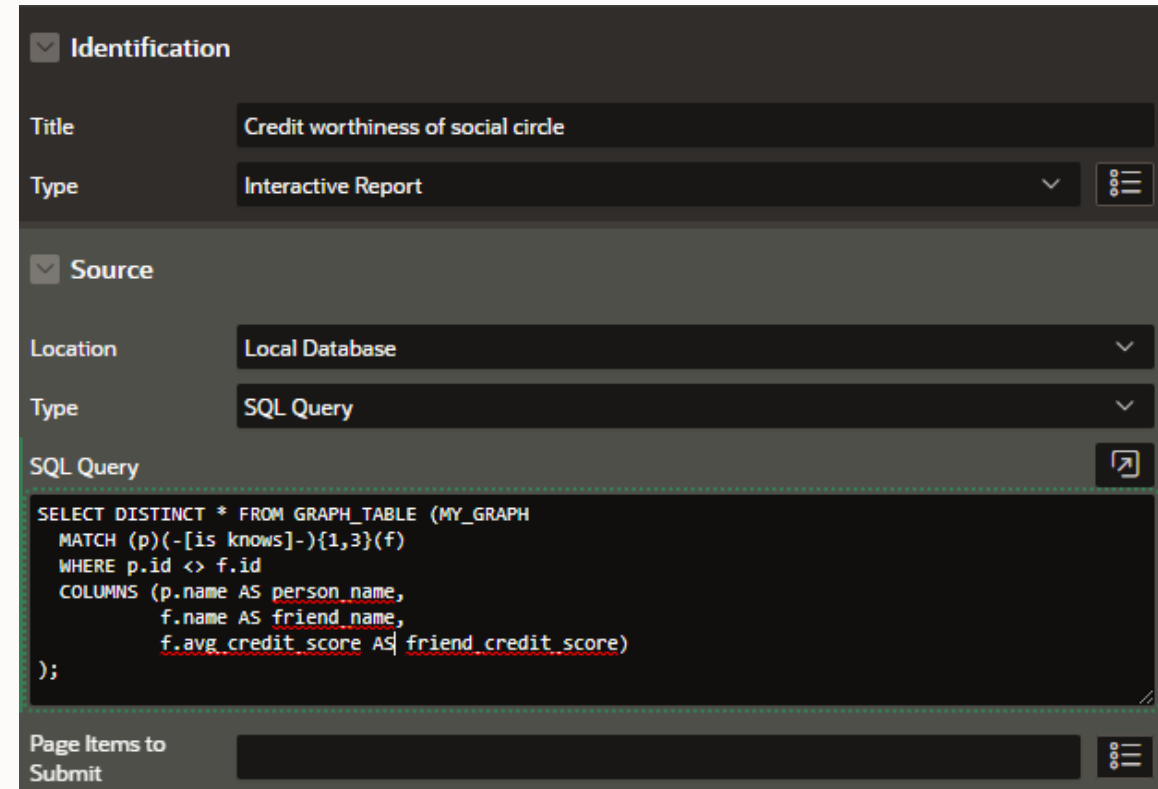 Identification
Title
Credit worthiness of social circle
Type
Interactive Report
Source
Location
Local Database
Type
SQL Query
SQL Query
SELECT DISTINCT * FROM GRAPH_TABLE (MY_GRAPH
MATCH (p)(-[is knows]-){1,3}(f)
WHERE p.id <> f.id
COLUMNS (p.name AS person_name,
f.name AS friend_name,
f.avg_credit_score AS friend_credit_score)
);
Page Items to
Submit